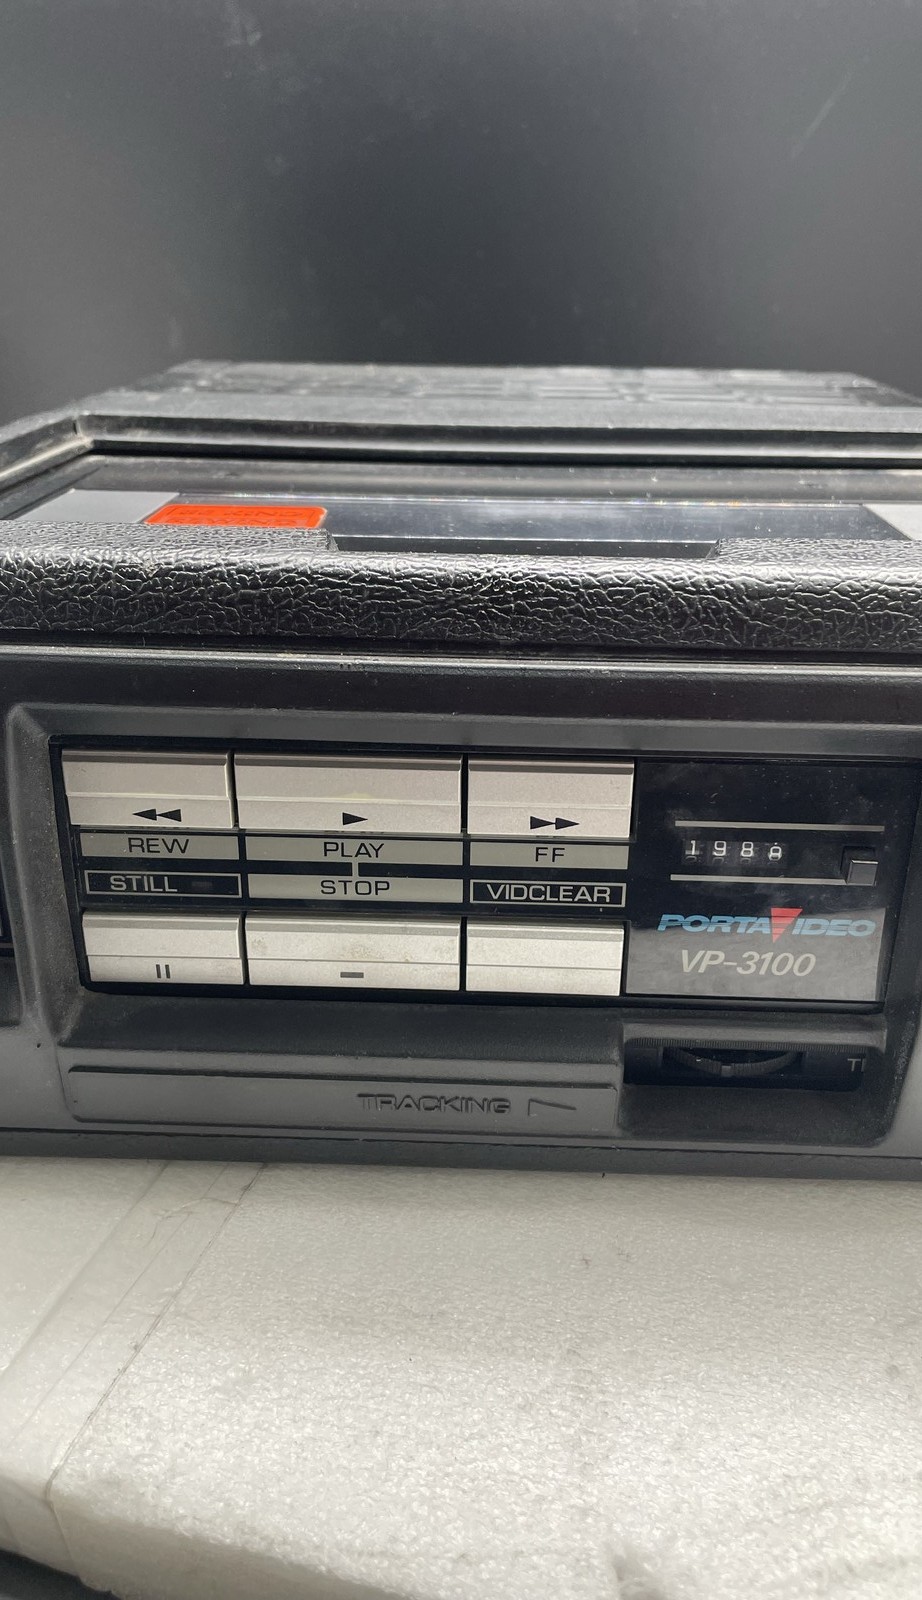 REW
PLAY
FF
STILL
STOP
VIDCLEAR
PORTAVIDEO
VP-3100
TRACKING